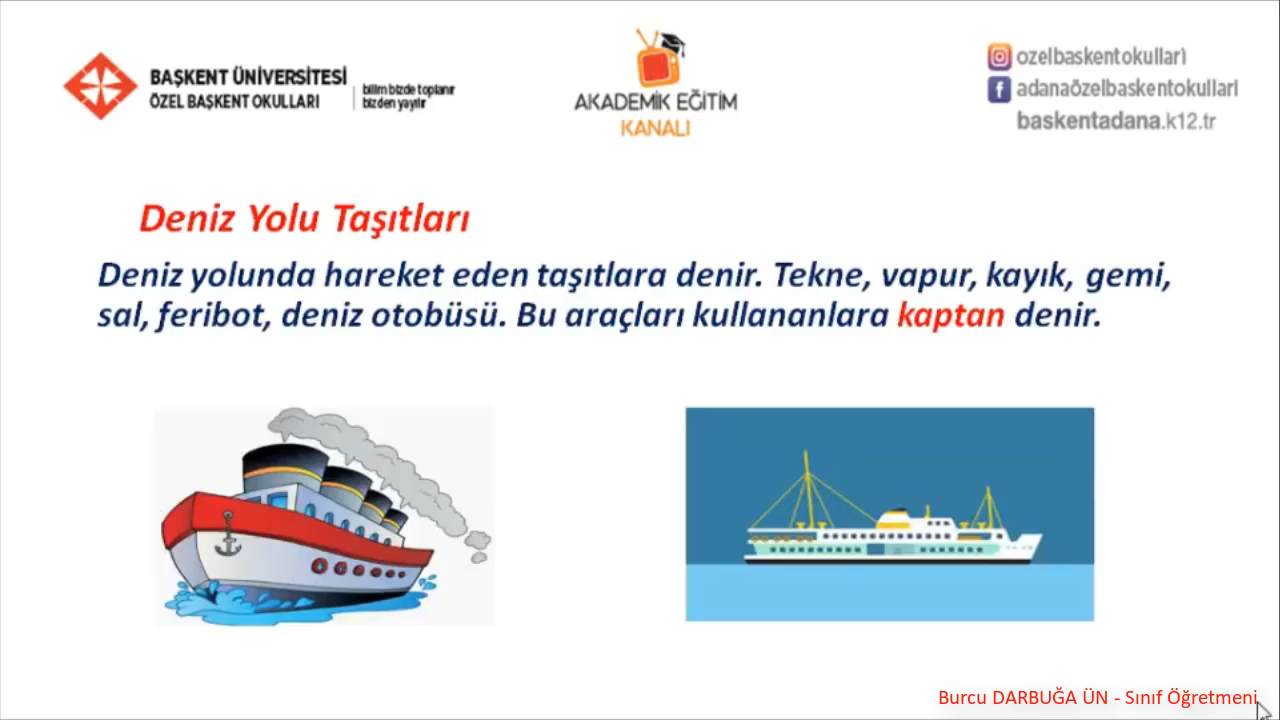 BAŞKENT ÜNİVERSİTESİ
ÖZEL BAŞKENT OKULLARI
bilim bizde toplanır
bizden yayılır
AKADEMİK EĞİTİM
KANALI
ozelbaskentokulları
adanaözelbaskentokulları
baskentadana.k12.tr
Deniz Yolu Taşıtları
Deniz yolunda hareket eden taşıtlara denir. Tekne, vapur, kayık, gemi,
sal, feribot, deniz otobüsü. Bu araçları kullananlara kaptan denir.
Burcu DARBUĞA ÜN - Sınıf Öğretmeni